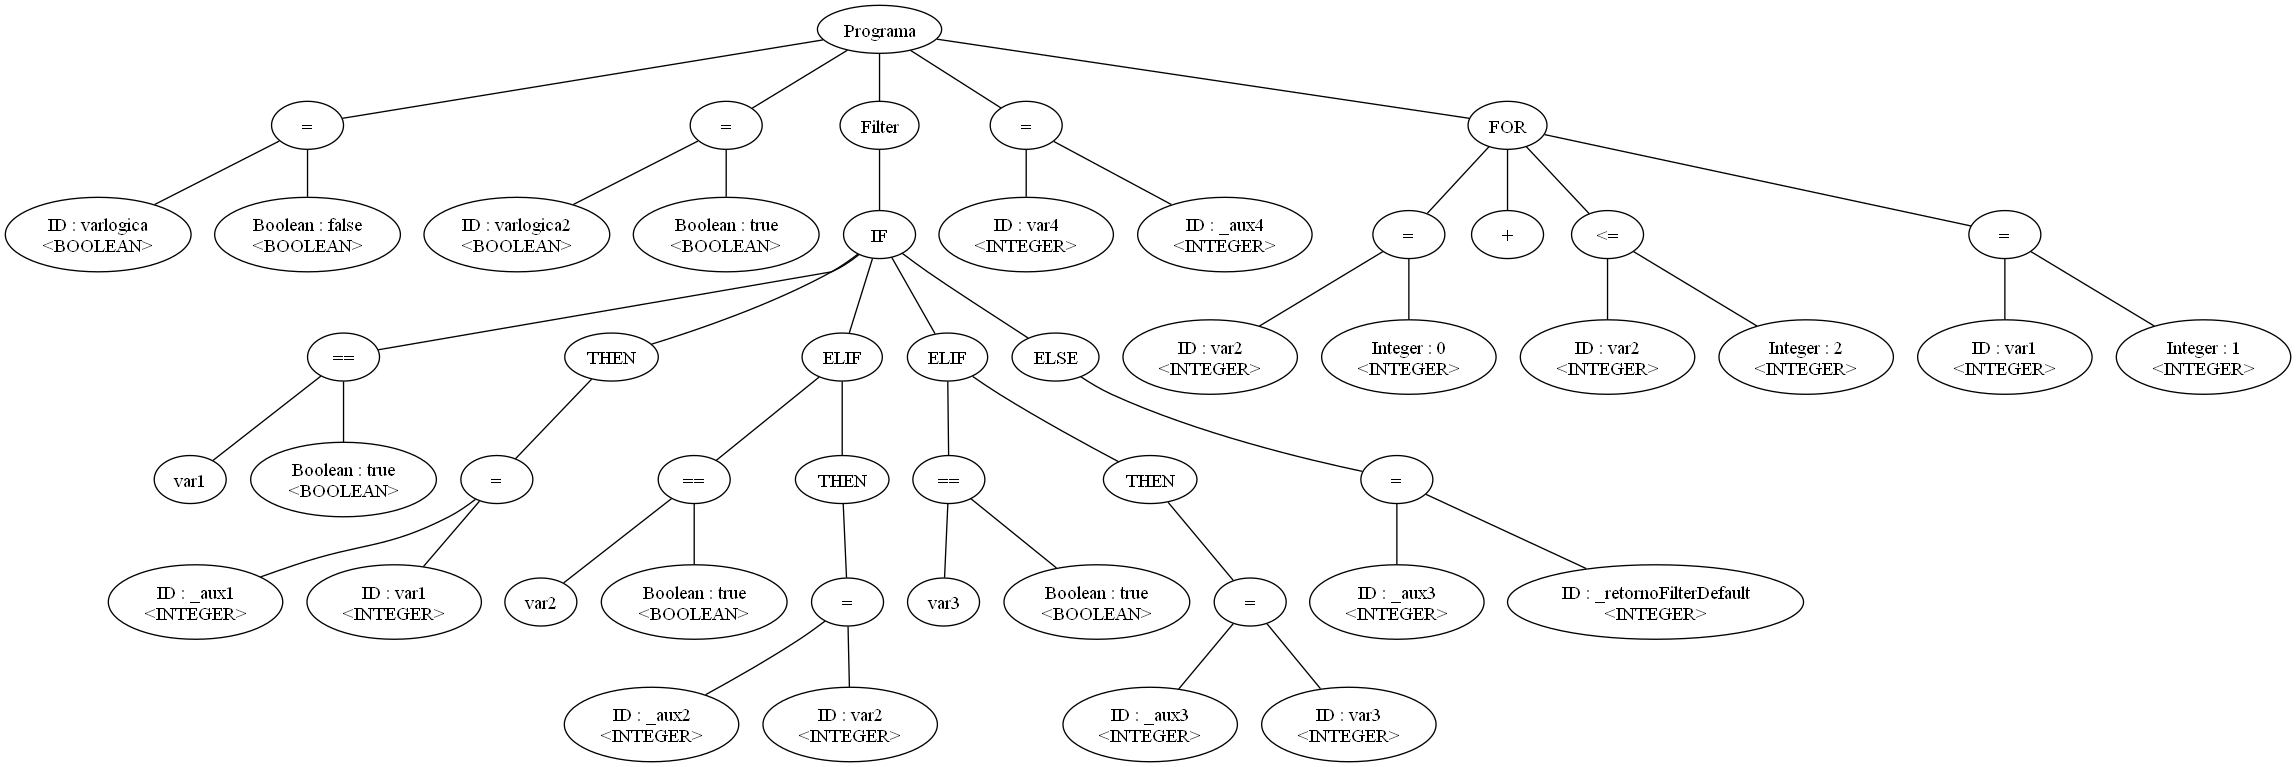 Programa
=
=
Filter
=
FOR
ID : varlogica
<BOOLEAN>
Boolean : false
<BOOLEAN>
ID : varlogica2
<BOOLEAN>
Boolean : true
<BOOLEAN>
IF
ID : var4
<INTEGER>
ID : _aux4
<INTEGER>
=
+
<=
=
==
THEN
ELIF
ELIF
ELSE
ID : var2
<INTEGER>
Integer : 0
<INTEGER>
ID : var2
<INTEGER>
Integer : 2
<INTEGER>
ID : var1
<INTEGER>
Integer : 1
<INTEGER>
var1
Boolean : true
<BOOLEAN>
=
==
THEN
==
THEN
=
ID : _aux1
<INTEGER>
ID : var1
<INTEGER>
var2
Boolean : true
<BOOLEAN>
=
var3
Boolean : true
<BOOLEAN>
=
ID : _aux3
<INTEGER>
ID : _retornoFilterDefault
<INTEGER>
ID : _aux2
<INTEGER>
ID : var2
<INTEGER>
ID : _aux3
<INTEGER>
ID : var3
<INTEGER>